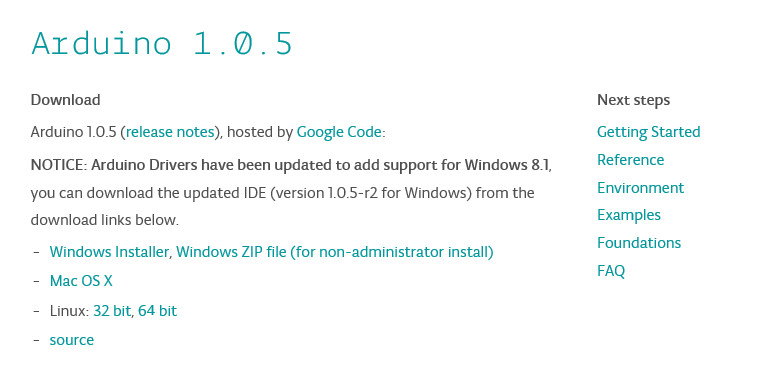 Arduino 1.0.5
Download
Arduino 1.0.5 (release notes), hosted by Google Code:
NOTICE: Arduino Drivers have been updated to add support for Windows 8.1,
you can download the updated IDE (version 1.0.5-r2 for Windows) from the
download links below.
- Windows Installer, Windows ZIP file (for non-administrator install)
- Mac OS X
- Linux: 32 bit, 64 bit
- source
Next steps
Getting Started
Reference
Environment
Examples
Foundations
FAQ